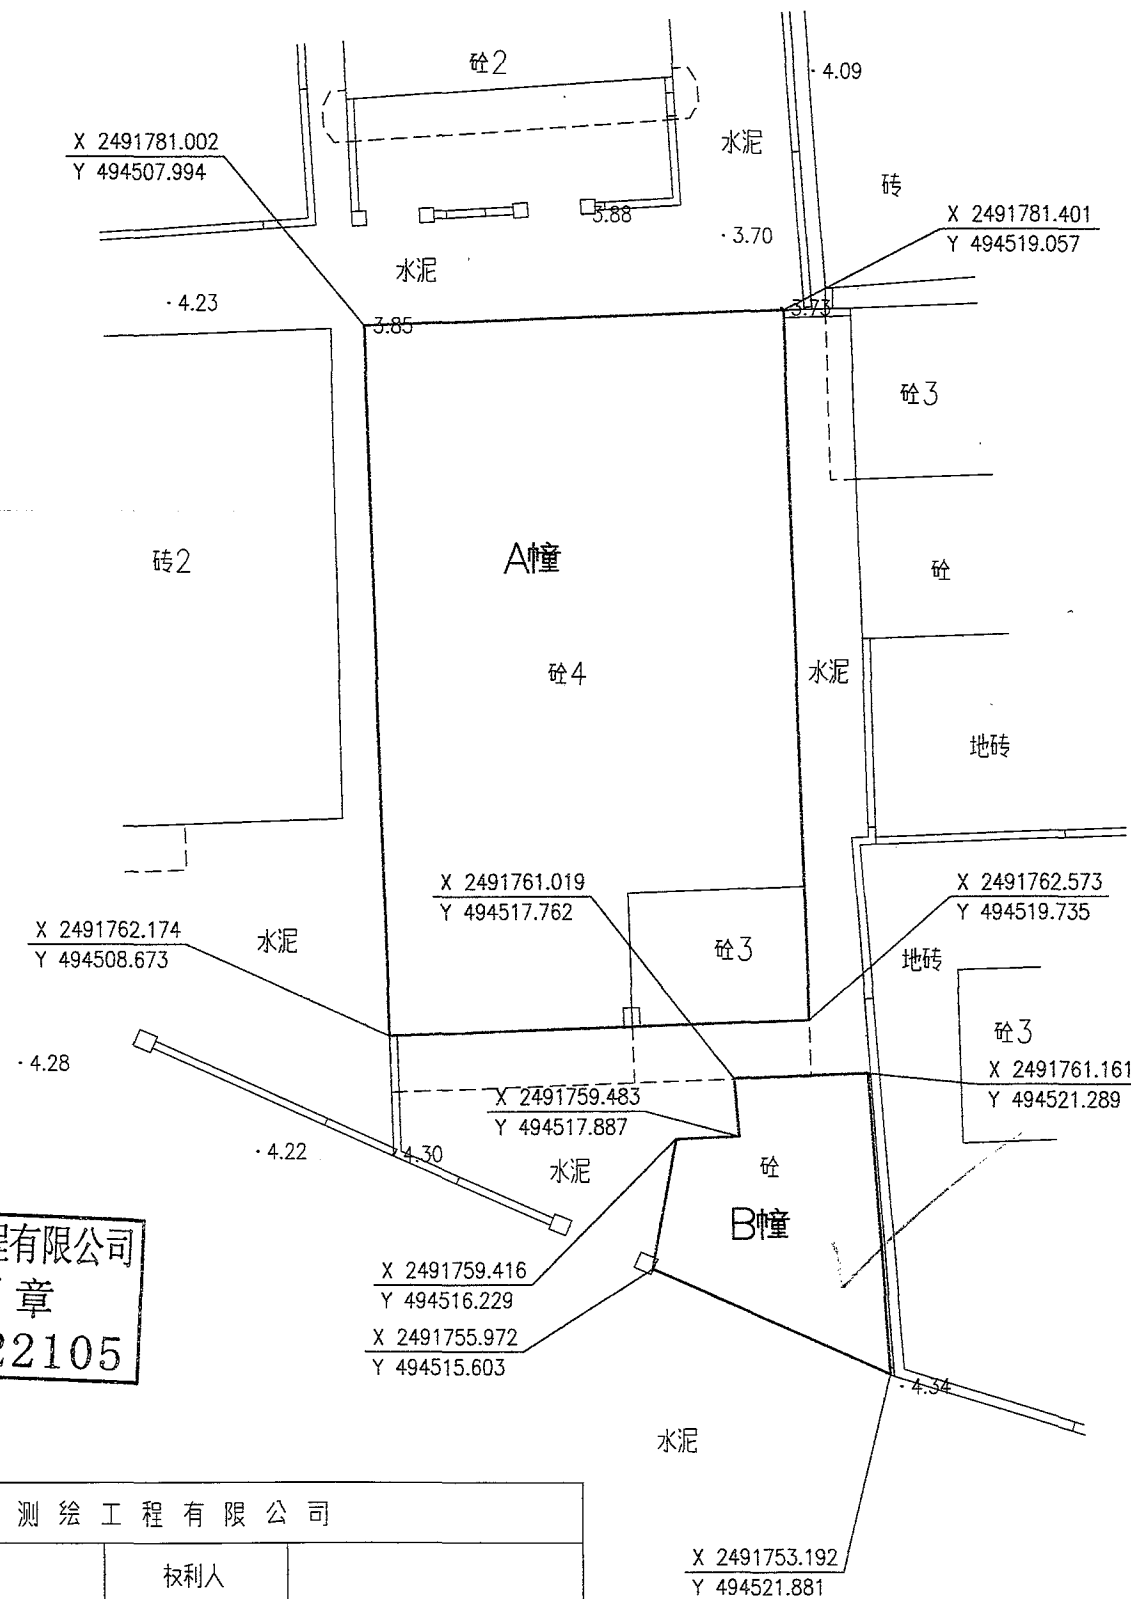 砼2
· 4.09
X 2491781.002
Y 494507.994
水泥
砖
3.88
· 3.70
X 2491781.401
Y 494519.057
水泥
· 4.23
3.85
3.73
砼3
砖2
A幢
砼
砼4
水泥
地砖
X 2491761.019
Y 494517.762
X 2491762.573
Y 494519.735
X 2491762.174
Y 494508.673
水泥
砼3
地砖
砼3
· 4.28
X 2491761.161
Y 494521.289
X 2491759.483
Y 494517.887
· 4.22
4.30
水泥
砼
B幢
程有限公司
章
22105
X 2491759.416
Y 494516.229
X 2491755.972
Y 494515.603
· 4.34
水泥
测绘工程有限公司
权利人
X 2491753.192
Y 494521.881